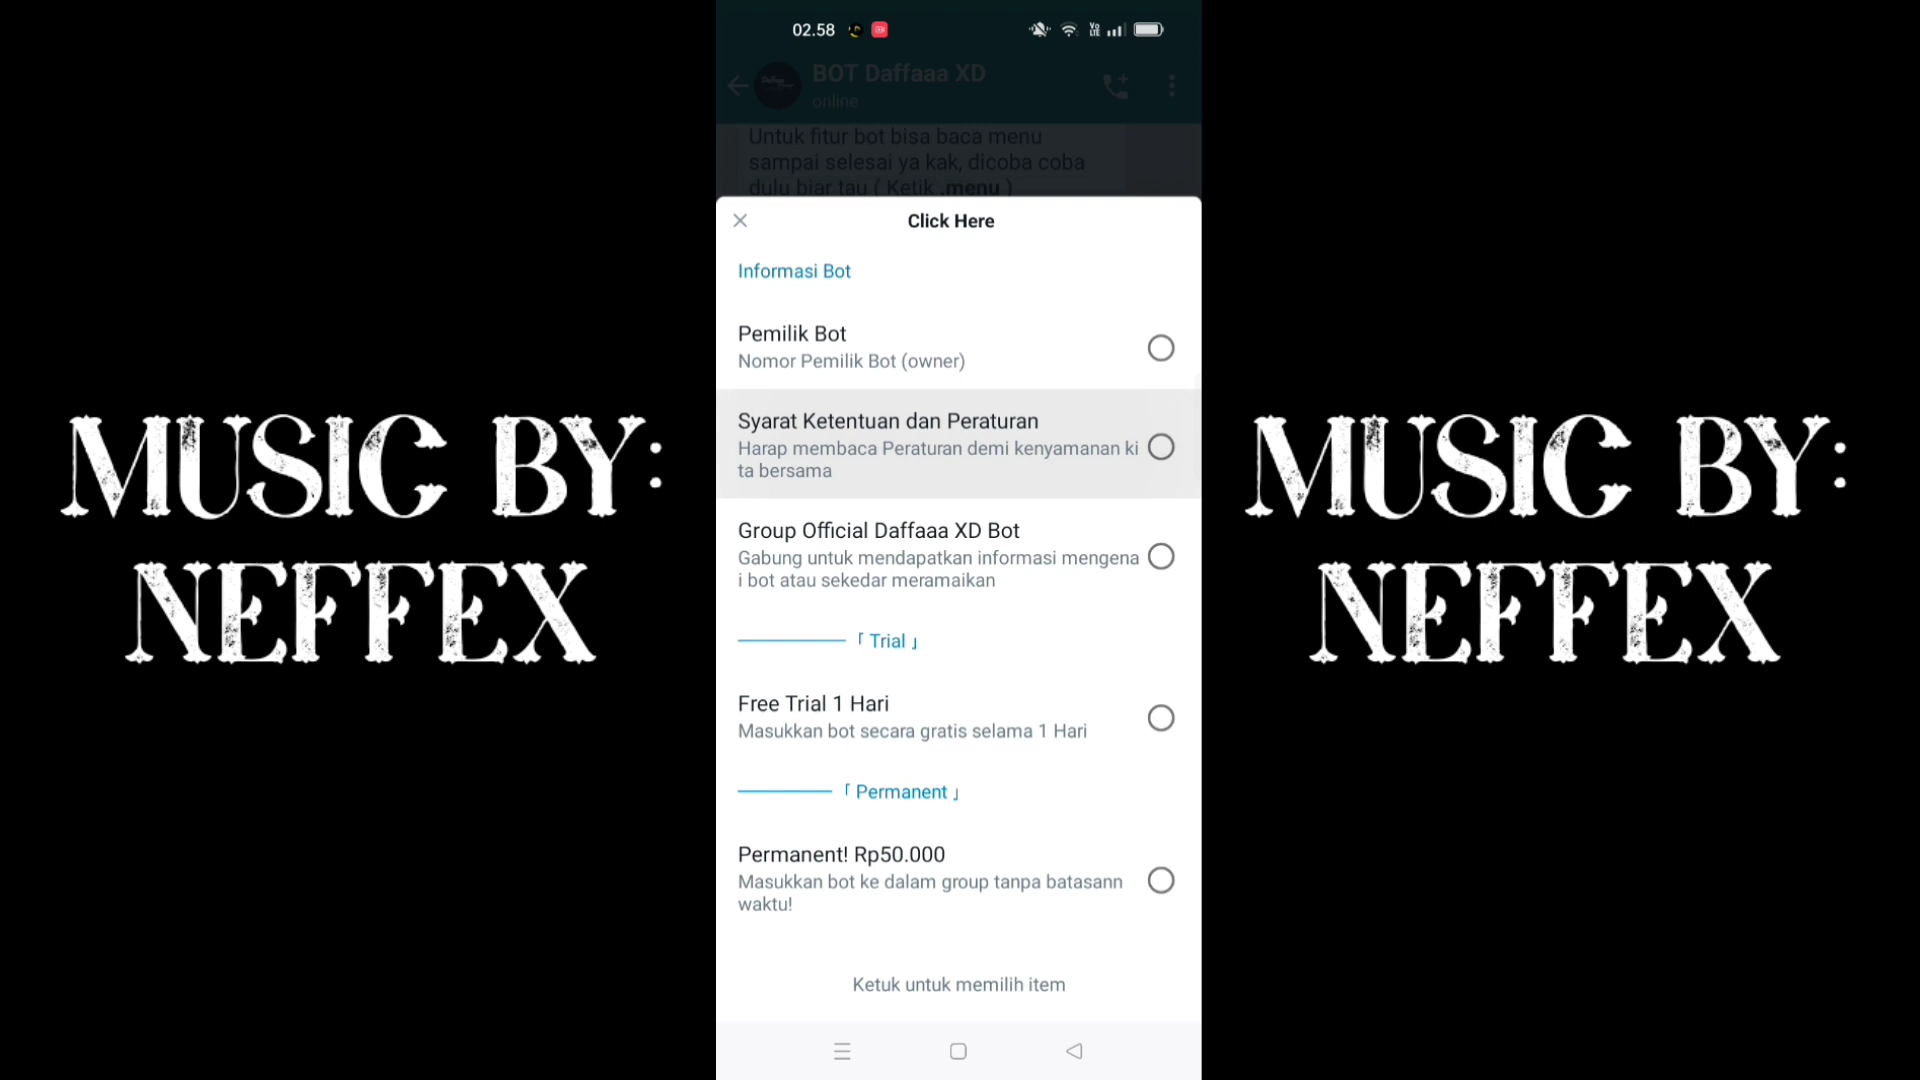 02.58
BOT Daffaaa XD
online
Untuk fitur bot bisa baca menu
sampai selesai ya kak, dicoba coba
dulu biar tau ( Ketik .menu )
Click Here
Informasi Bot
Pemilik Bot
Nomor Pemilik Bot (owner)
Syarat Ketentuan dan Peraturan
Harap membaca Peraturan demi kenyamanan ki
ta bersama
Group Official Daffaaa XD Bot
Gabung untuk mendapatkan informasi mengena
i bot atau sekedar meramaikan
「 Trial 」
Free Trial 1 Hari
Masukkan bot secara gratis selama 1 Hari
「 Permanent 」
Permanent! Rp50.000
Masukkan bot ke dalam group tanpa batasann
waktu!
Ketuk untuk memilih item
MUSIC BY:
NEFFEX
MUSIC BY:
NEFFEX